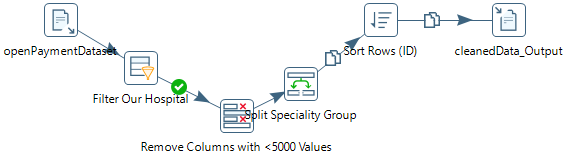 openPaymentDataset
Filter Our Hospital
Remove Columns with <5000 Values
Split Speciality Group
Sort Rows (ID)
cleanedData_Output